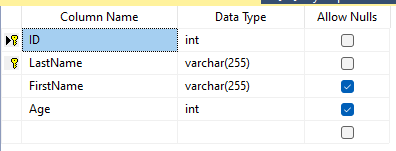 Column Name Data Type Allow Nulls
ID int
LastName varchar(255)
FirstName varchar(255)
Age int